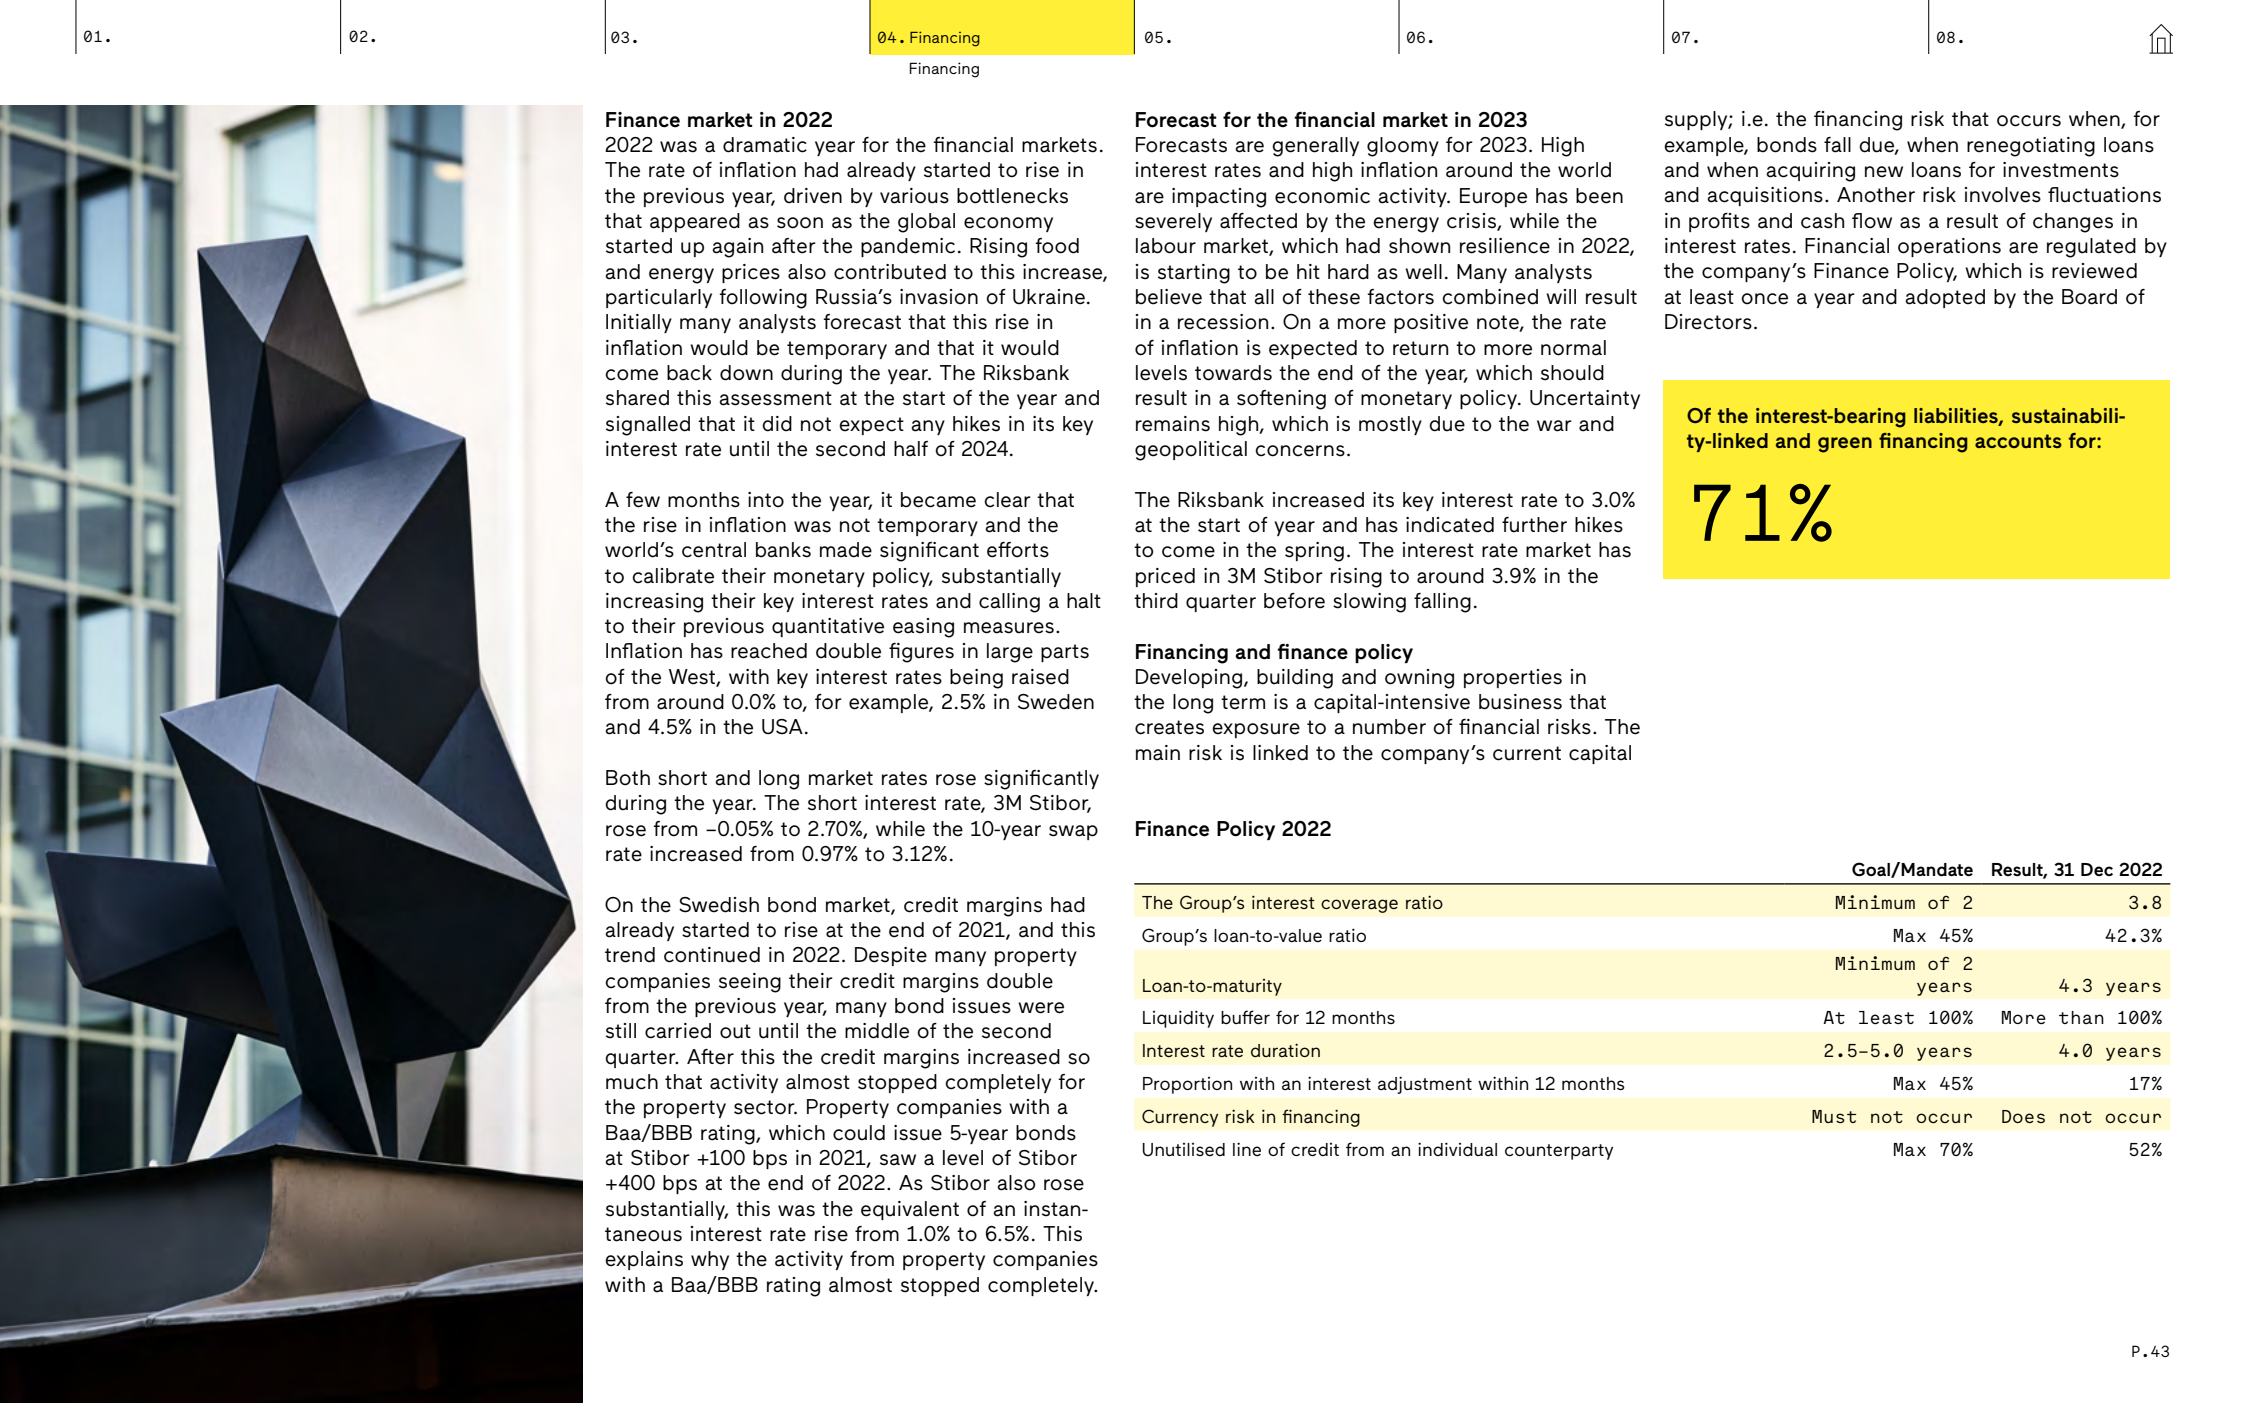 01.
02.
03.
04. Financing
05.
06.
07.
08.
Financing
Finance market in 2022
2022 was a dramatic year for the financial markets.
The rate of inflation had already started to rise in
the previous year, driven by various bottlenecks
that appeared as soon as the global economy
started up again after the pandemic. Rising food
and energy prices also contributed to this increase,
particularly following Russia’s invasion of Ukraine.
Initially many analysts forecast that this rise in
inflation would be temporary and that it would
come back down during the year. The Riksbank
shared this assessment at the start of the year and
signalled that it did not expect any hikes in its key
interest rate until the second half of 2024.
A few months into the year, it became clear that
the rise in inflation was not temporary and the
world’s central banks made significant efforts
to calibrate their monetary policy, substantially
increasing their key interest rates and calling a halt
to their previous quantitative easing measures.
Inflation has reached double figures in large parts
of the West, with key interest rates being raised
from around 0.0% to, for example, 2.5% in Sweden
and 4.5% in the USA.
Both short and long market rates rose significantly
during the year. The short interest rate, 3M Stibor,
rose from –0.05% to 2.70%, while the 10-year swap
rate increased from 0.97% to 3.12%.
On the Swedish bond market, credit margins had
already started to rise at the end of 2021, and this
trend continued in 2022. Despite many property
companies seeing their credit margins double
from the previous year, many bond issues were
still carried out until the middle of the second
quarter. After this the credit margins increased so
much that activity almost stopped completely for
the property sector. Property companies with a
Baa/BBB rating, which could issue 5-year bonds
at Stibor +100 bps in 2021, saw a level of Stibor
+400 bps at the end of 2022. As Stibor also rose
substantially, this was the equivalent of an instan-
taneous interest rate rise from 1.0% to 6.5%. This
explains why the activity from property companies
with a Baa/BBB rating almost stopped completely.
Forecast for the financial market in 2023
Forecasts are generally gloomy for 2023. High
interest rates and high inflation around the world
are impacting economic activity. Europe has been
severely affected by the energy crisis, while the
labour market, which had shown resilience in 2022,
is starting to be hit hard as well. Many analysts
believe that all of these factors combined will result
in a recession. On a more positive note, the rate
of inflation is expected to return to more normal
levels towards the end of the year, which should
result in a softening of monetary policy. Uncertainty
remains high, which is mostly due to the war and
geopolitical concerns.
The Riksbank increased its key interest rate to 3.0%
at the start of year and has indicated further hikes
to come in the spring. The interest rate market has
priced in 3M Stibor rising to around 3.9% in the
third quarter before slowing falling.
Financing and finance policy
Developing, building and owning properties in
the long term is a capital-intensive business that
creates exposure to a number of financial risks. The
main risk is linked to the company’s current capital
supply; i.e. the financing risk that occurs when, for
example, bonds fall due, when renegotiating loans
and when acquiring new loans for investments
and acquisitions. Another risk involves fluctuations
in profits and cash flow as a result of changes in
interest rates. Financial operations are regulated by
the company’s Finance Policy, which is reviewed
at least once a year and adopted by the Board of
Directors.
Of the interest-bearing liabilities, sustainabili-
ty-linked and green financing accounts for:
71%
Finance Policy 2022
Goal/Mandate Result, 31 Dec 2022
The Group’s interest coverage ratio Minimum of 2 3.8
Group’s loan-to-value ratio Max 45% 42.3%
Minimum of 2
Loan-to-maturity years 4.3 years
Liquidity buffer for 12 months At least 100% More than 100%
Interest rate duration 2.5–5.0 years 4.0 years
Proportion with an interest adjustment within 12 months Max 45% 17%
Currency risk in financing Must not occur Does not occur
Unutilised line of credit from an individual counterparty Max 70% 52%
P.43